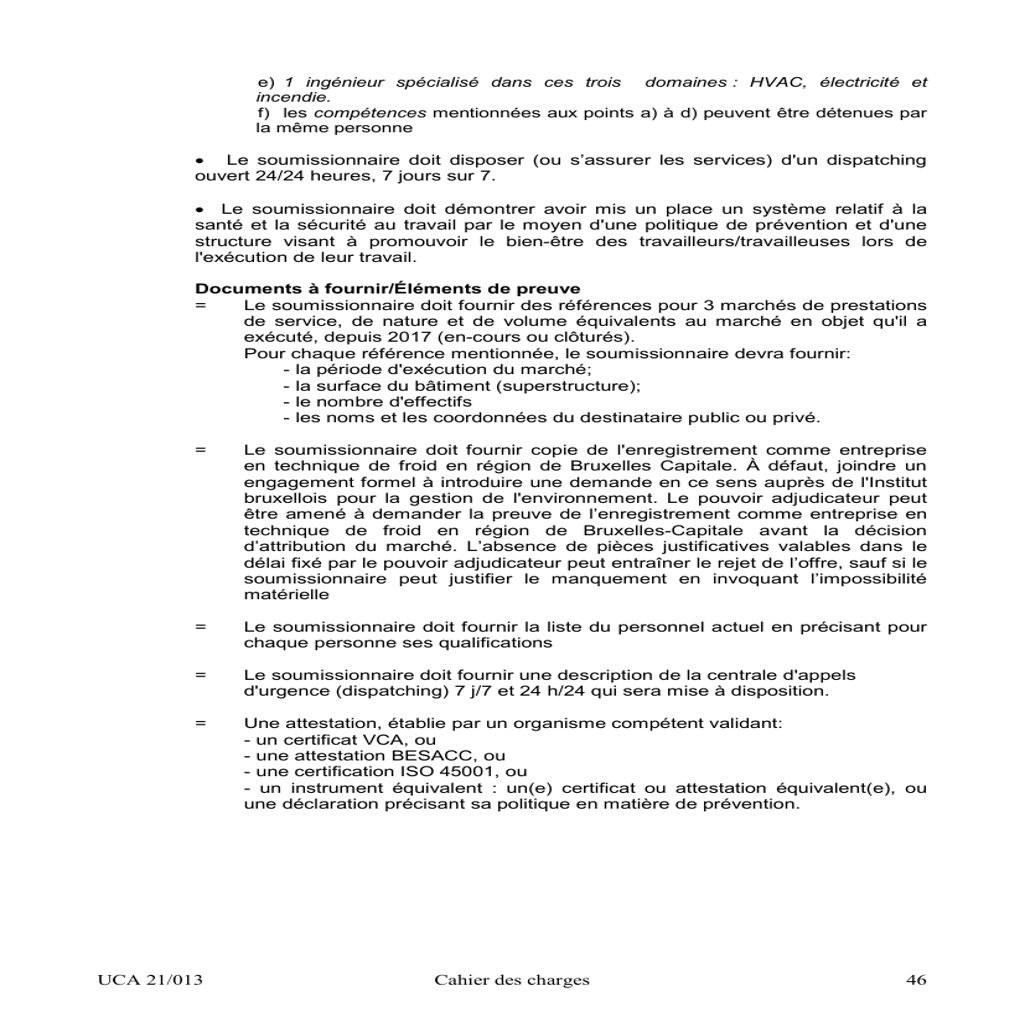 e) 1 ingénieur spécialisé dans ces trois domaines : HVAC, électricité et
incendie.
f) les compétences mentionnées aux points a) à d) peuvent être détenues par
la même personne
• Le soumissionnaire doit disposer (ou s’assurer les services) d'un dispatching
ouvert 24/24 heures, 7 jours sur 7.
• Le soumissionnaire doit démontrer avoir mis un place un système relatif à la
santé et la sécurité au travail par le moyen d'une politique de prévention et d'une
structure visant à promouvoir le bien-être des travailleurs/travailleuses lors de
l'exécution de leur travail.
Documents à fournir/Éléments de preuve
= Le soumissionnaire doit fournir des références pour 3 marchés de prestations
de service, de nature et de volume équivalents au marché en objet qu'il a
exécuté, depuis 2017 (en-cours ou clôturés).
Pour chaque référence mentionnée, le soumissionnaire devra fournir:
- la période d'exécution du marché;
- la surface du bâtiment (superstructure);
- le nombre d'effectifs
- les noms et les coordonnées du destinataire public ou privé.
= Le soumissionnaire doit fournir copie de l'enregistrement comme entreprise
en technique de froid en région de Bruxelles Capitale. À défaut, joindre un
engagement formel à introduire une demande en ce sens auprès de l'Institut
bruxellois pour la gestion de l'environnement. Le pouvoir adjudicateur peut
être amené à demander la preuve de l’enregistrement comme entreprise en
technique de froid en région de Bruxelles-Capitale avant la décision
d’attribution du marché. L’absence de pièces justificatives valables dans le
délai fixé par le pouvoir adjudicateur peut entraîner le rejet de l’offre, sauf si le
soumissionnaire peut justifier le manquement en invoquant l’impossibilité
matérielle
= Le soumissionnaire doit fournir la liste du personnel actuel en précisant pour
chaque personne ses qualifications
= Le soumissionnaire doit fournir une description de la centrale d'appels
d'urgence (dispatching) 7 j/7 et 24 h/24 qui sera mise à disposition.
= Une attestation, établie par un organisme compétent validant:
- un certificat VCA, ou
- une attestation BESACC, ou
- une certification ISO 45001, ou
- un instrument équivalent : un(e) certificat ou attestation équivalent(e), ou
une déclaration précisant sa politique en matière de prévention.
UCA 21/013 Cahier des charges 46